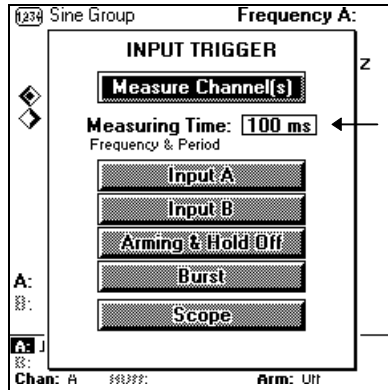 1234 Sine Group Frequency A:
INPUT TRIGGER
Z
Measure Channel(s)
Measuring Time: 100 ms
Frequency & Period
Input A
Input B
Arming & Hold Off
Burst
A:
B:
Scope
A: J
B:
Chan: A Arm: Off